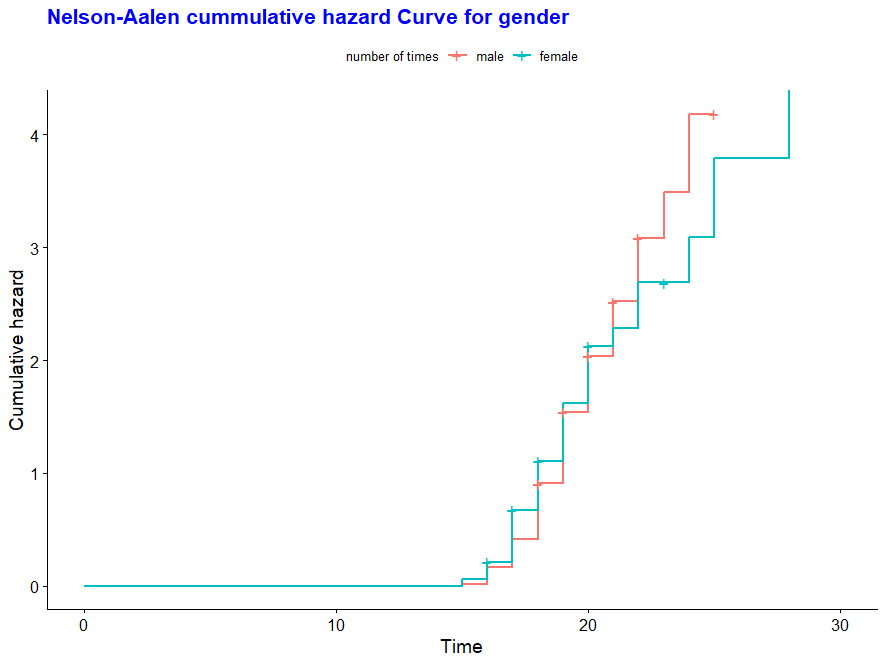 Nelson-Aalen cummulative hazard Curve for gender
number of times male female
4
3
2
1
0
Cumulative hazard
0 10 20 30
Time